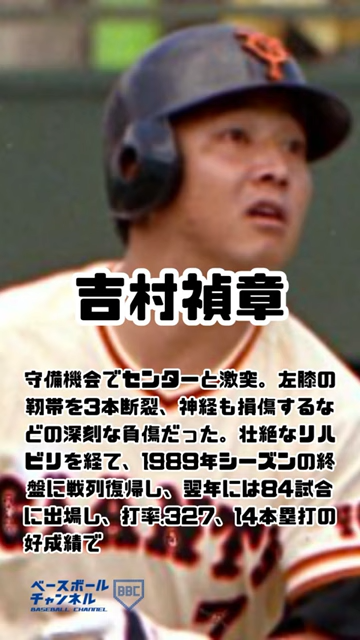 吉村禎章
守備機会でセンターと激突。左膝の
靭帯を3本断裂、神経も損傷するな
どの深刻な負傷だった。壮絶なリハ
ビリを経て、1989年シーズンの終
盤に戦列復帰し、翌年には84試合
に出場し、打率.327、14本塁打の
好成績で
ベースボール
チャンネル
BBC
BASEBALL CHANNEL